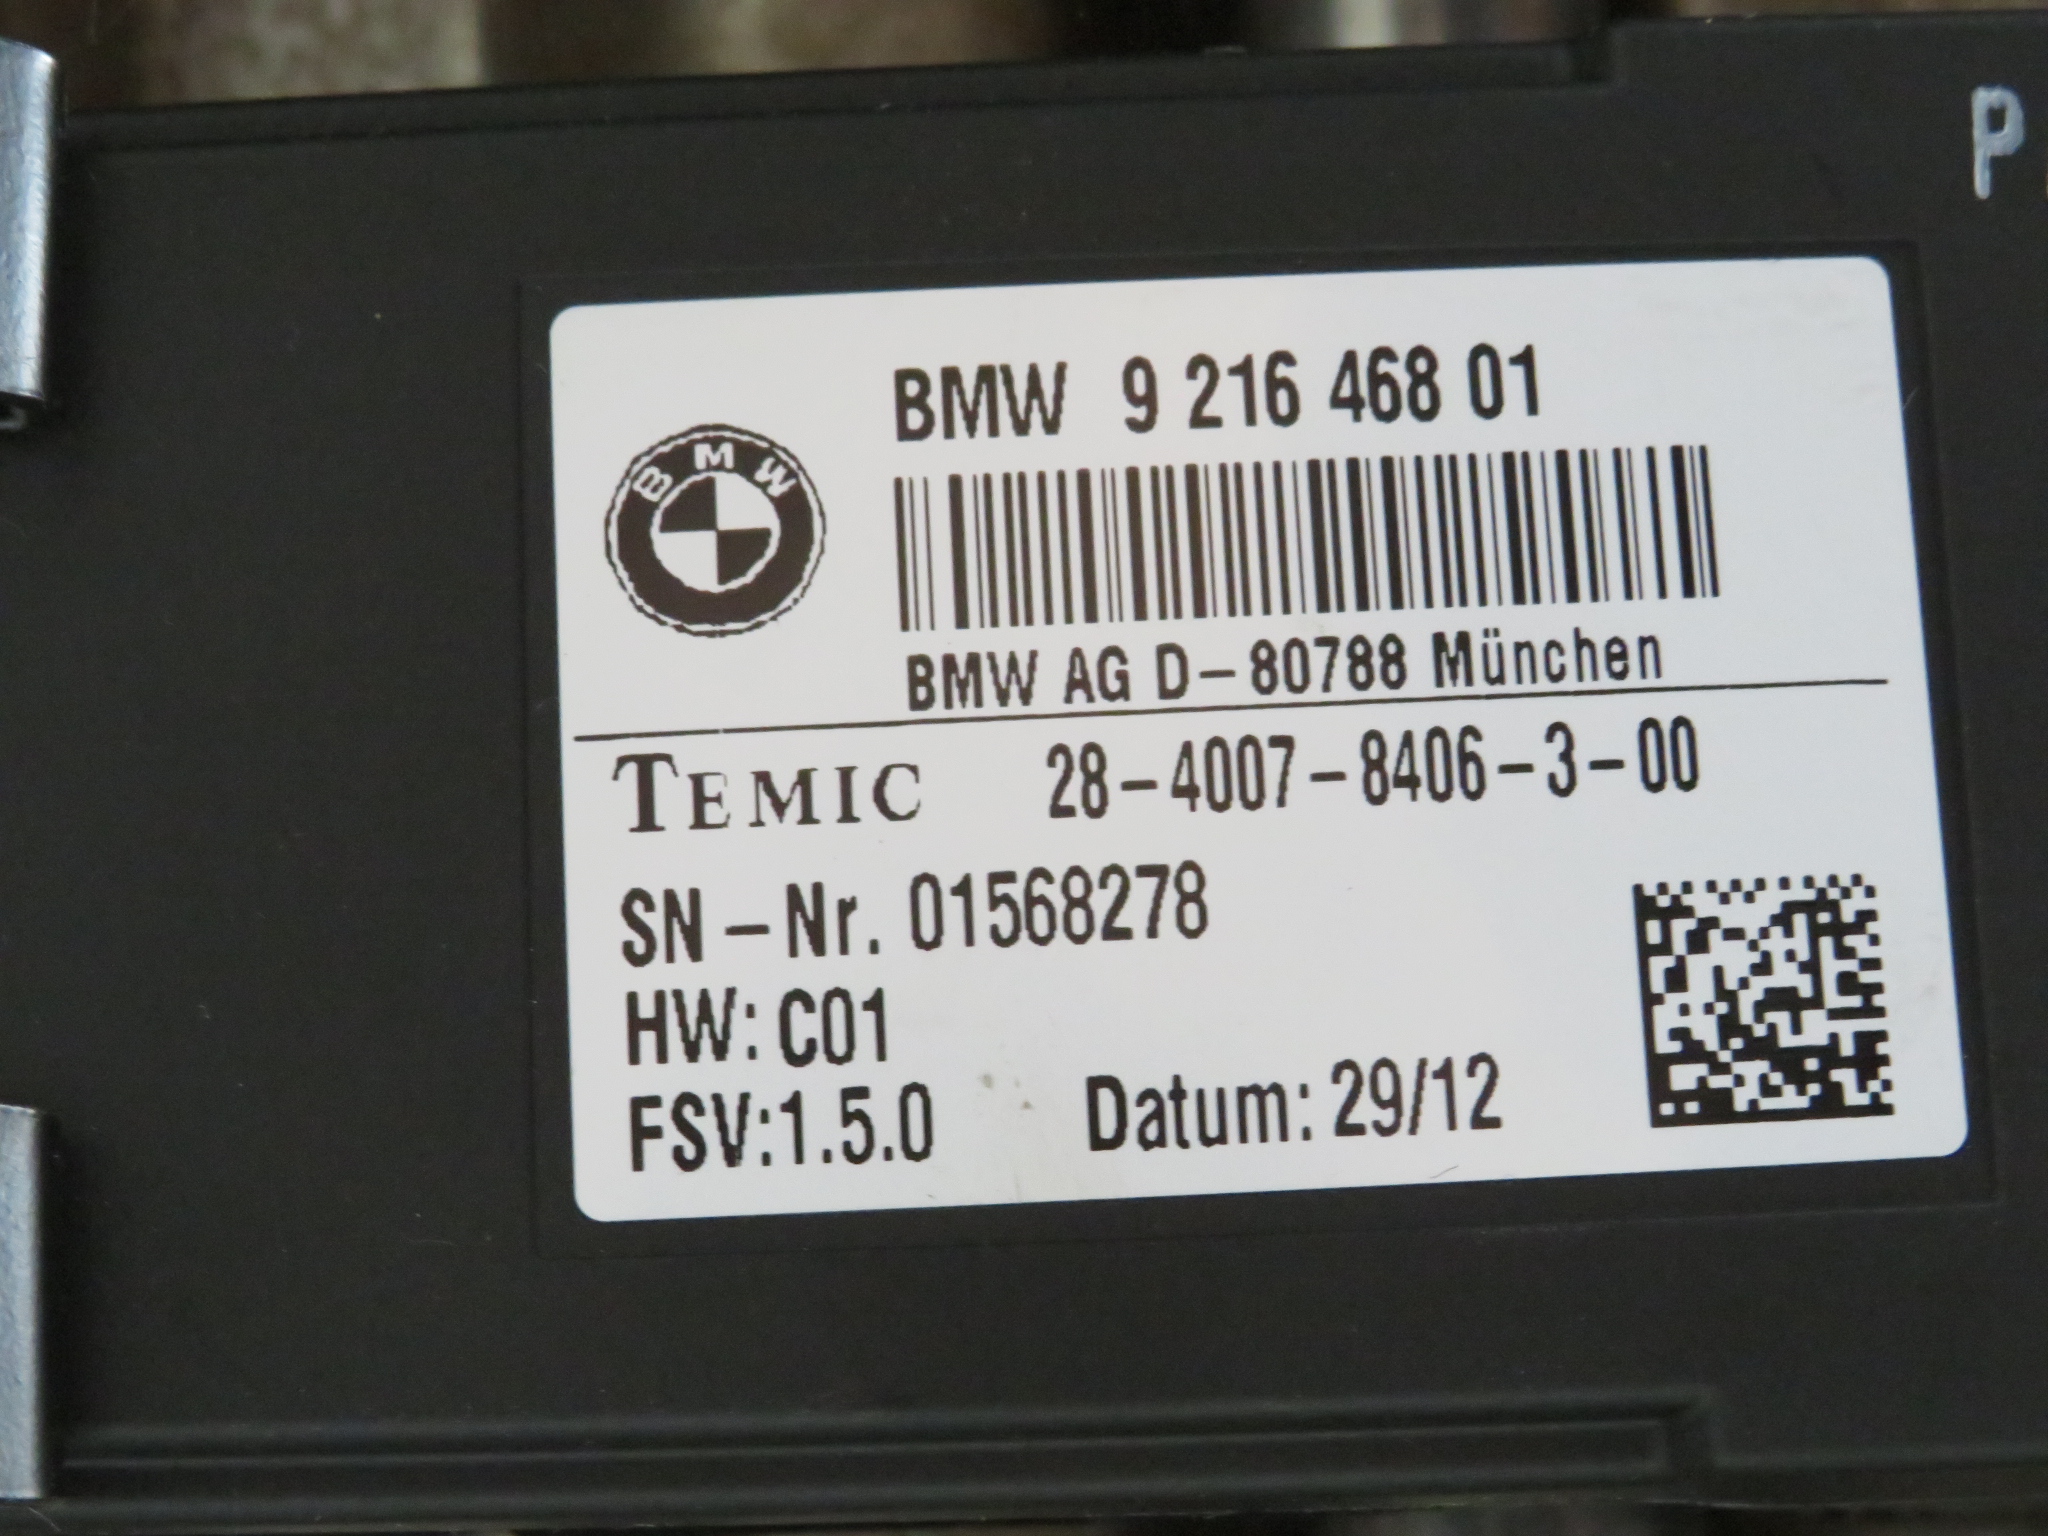 P
BMW 9 216 468 01
BMW
BMW AG D-80788 München
TEMIC 28-4007-8406-3-00
SN-Nr. 01568278
HW: C01
FSV:1.5.0 Datum: 29/12